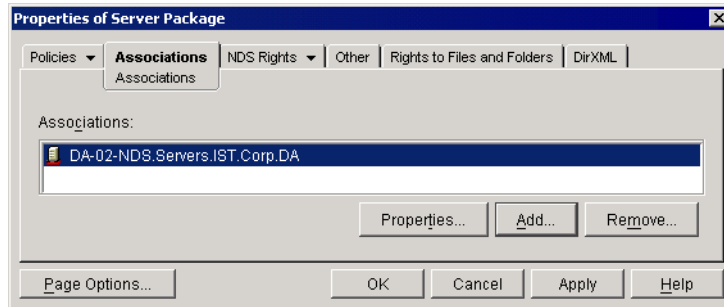 Properties of Server Package
Policies Associations NDS Rights Other Rights to Files and Folders DirXML
Associations
Associations:
DA-02-NDS.Servers.IST.Corp.DA
Properties... Add... Remove...
Page Options... OK Cancel Apply Help